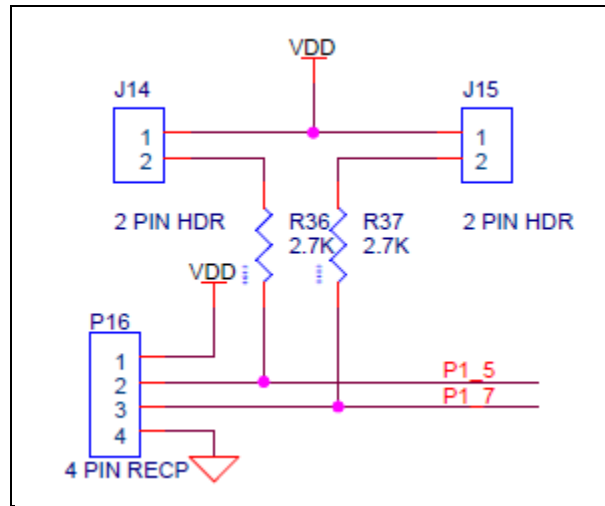 VDD
J14
J15
1
2
1
2
2 PIN HDR
R36
2.7K
R37
2.7K
2 PIN HDR
VDD
P16
1
2
3
4
P1_5
P1_7
4 PIN RECP